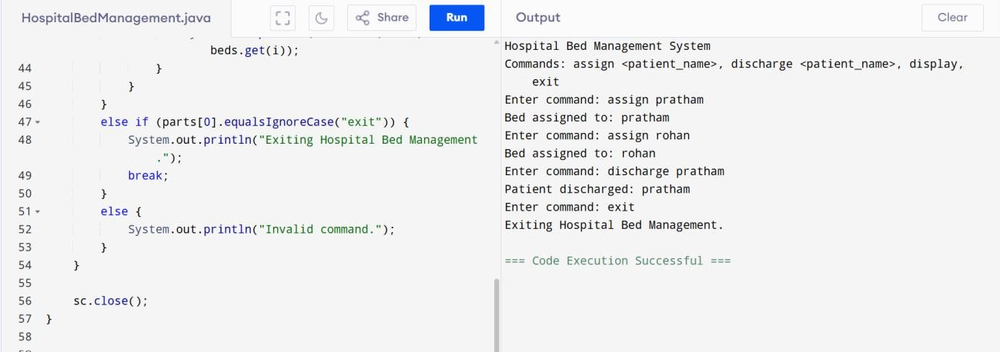 HospitalBedManagement.java
Share
Run
Output
Clear
beds.get(i));
44 }
45 }
46 }
47 else if (parts[0].equalsIgnoreCase("exit")) {
48 System.out.println("Exiting Hospital Bed Management
.");
49 break;
50 }
51 else {
52 System.out.println("Invalid command.");
53 }
54 }
55
56 sc.close();
57 }
58
Hospital Bed Management System
Commands: assign <patient_name>, discharge <patient_name>, display,
exit
Enter command: assign pratham
Bed assigned to: pratham
Enter command: assign rohan
Bed assigned to: rohan
Enter command: discharge pratham
Patient discharged: pratham
Enter command: exit
Exiting Hospital Bed Management.
=== Code Execution Successful ===